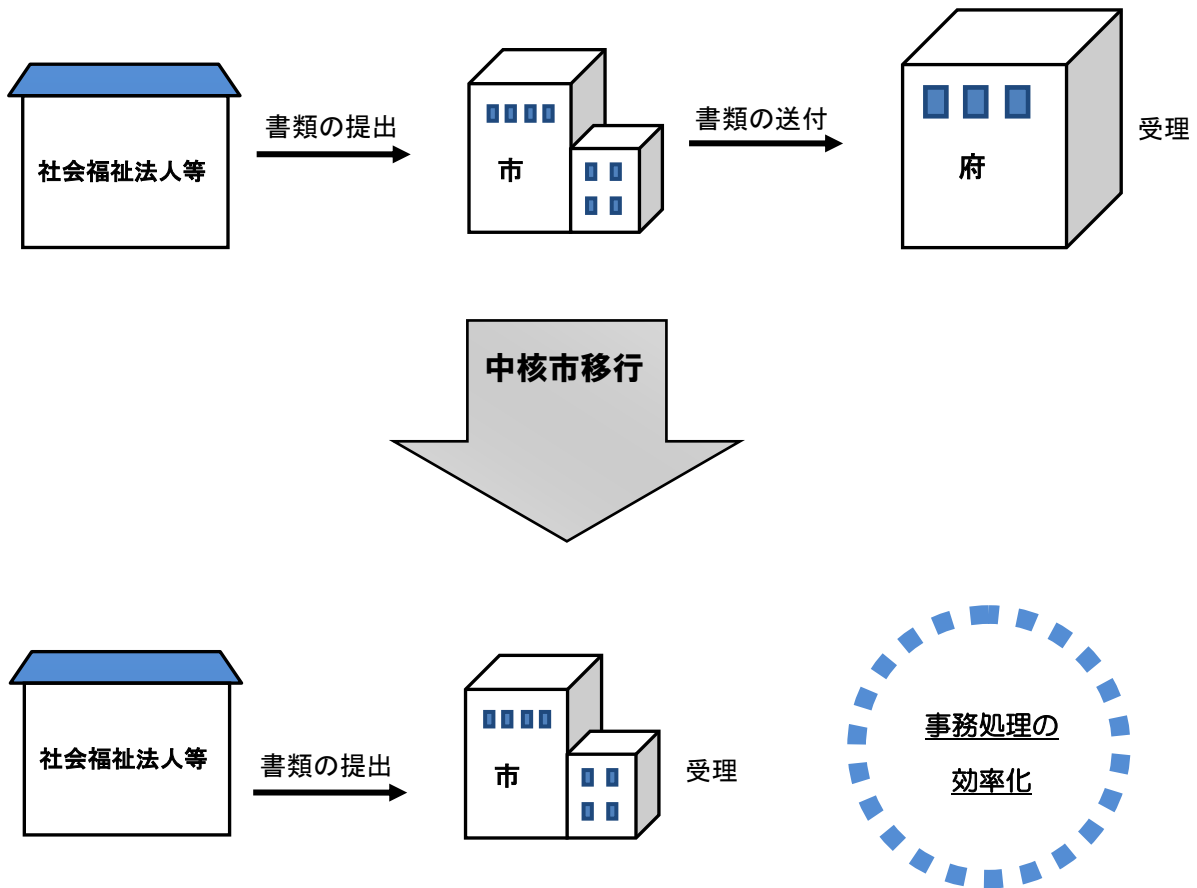 書類の提出
書類の送付
受理
社会福祉法人等
市
府
中核市移行
社会福祉法人等
書類の提出
市
受理
事務処理の
効率化